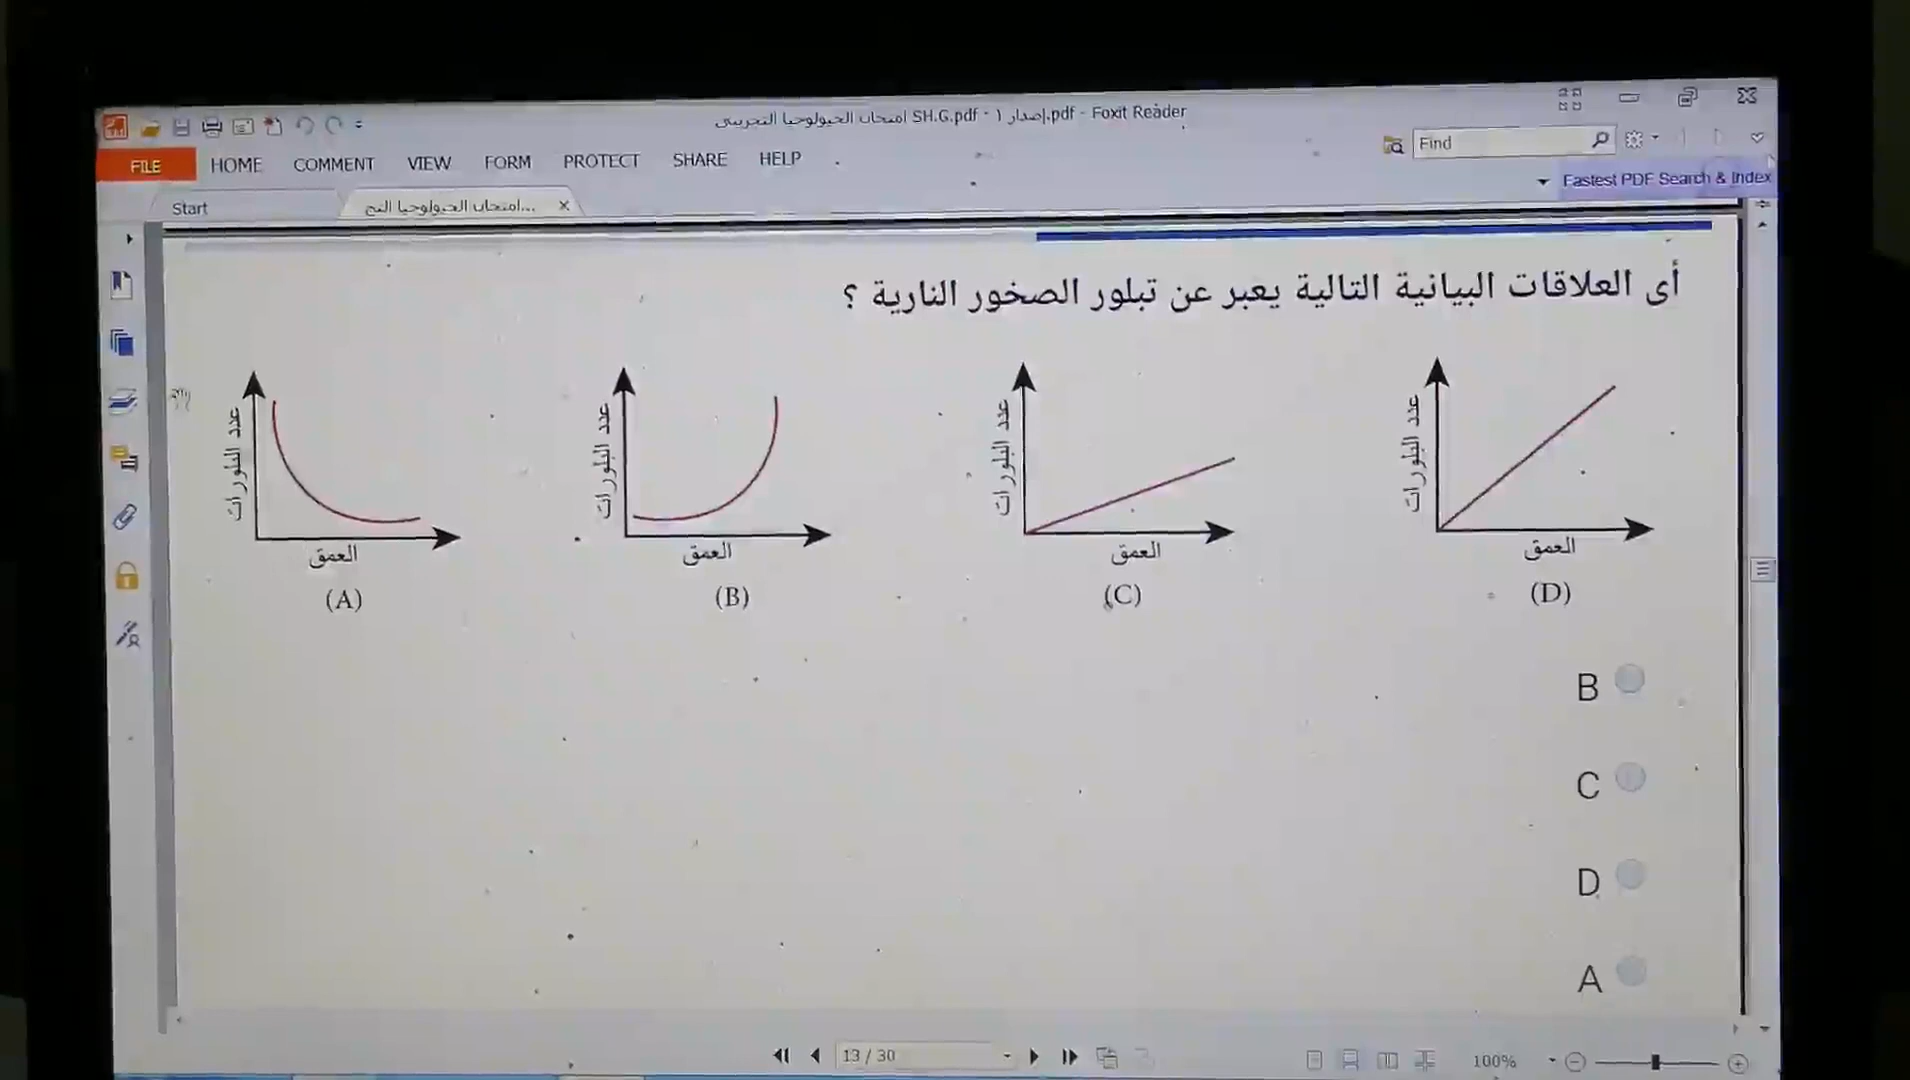 امتحان الجيولوجيا التجريبى SH.G.pdf - إصدار ١.pdf - Foxit Reader
Find
FILE HOME COMMENT VIEW FORM PROTECT SHARE HELP
Fastest PDF Search & Index
Start
امتحان الجيولوجيا التج...
أى العلاقات البيانية التالية يعبر عن تبلور الصخور النارية ؟
عدد البلورات
العمق
(A)
عدد البلورات
العمق
(B)
عدد البلورات
العمق
(C)
عدد البلورات
العمق
(D)
B
C
D
A
13 / 30
100%